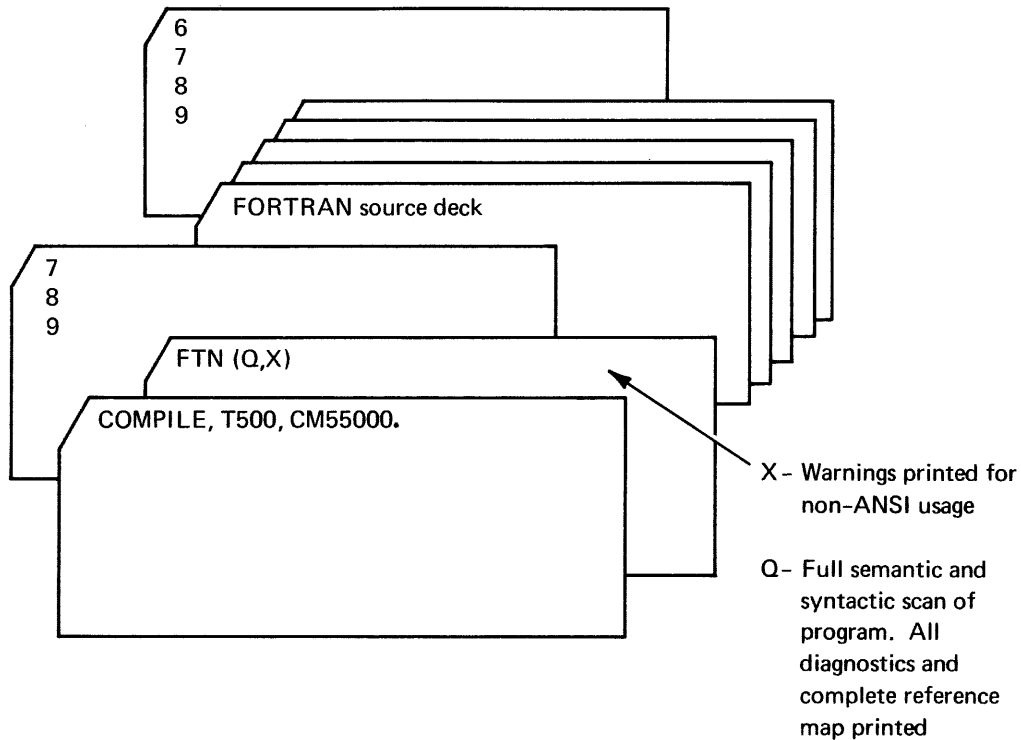 6
7
8
9
FORTRAN source deck
7
8
9
FTN (Q,X)
COMPILE, T500, CM55000.
X - Warnings printed for
non-ANSI usage
Q - Full semantic and
syntactic scan of
program. All
diagnostics and
complete reference
map printed